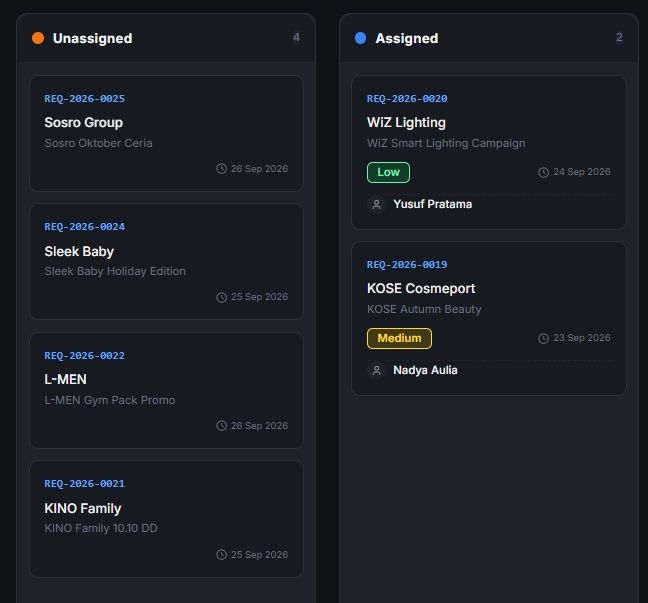 Unassigned 4
REQ-2026-0025
Sosro Group
Sosro Oktober Ceria
26 Sep 2026
REQ-2026-0024
Sleek Baby
Sleek Baby Holiday Edition
25 Sep 2026
REQ-2026-0022
L-MEN
L-MEN Gym Pack Promo
26 Sep 2026
REQ-2026-0021
KINO Family
KINO Family 10.10 DD
25 Sep 2026
Assigned 2
REQ-2026-0020
WiZ Lighting
WiZ Smart Lighting Campaign
Low 24 Sep 2026
Yusuf Pratama
REQ-2026-0019
KOSE Cosmeport
KOSE Autumn Beauty
Medium 23 Sep 2026
Nadya Aulia